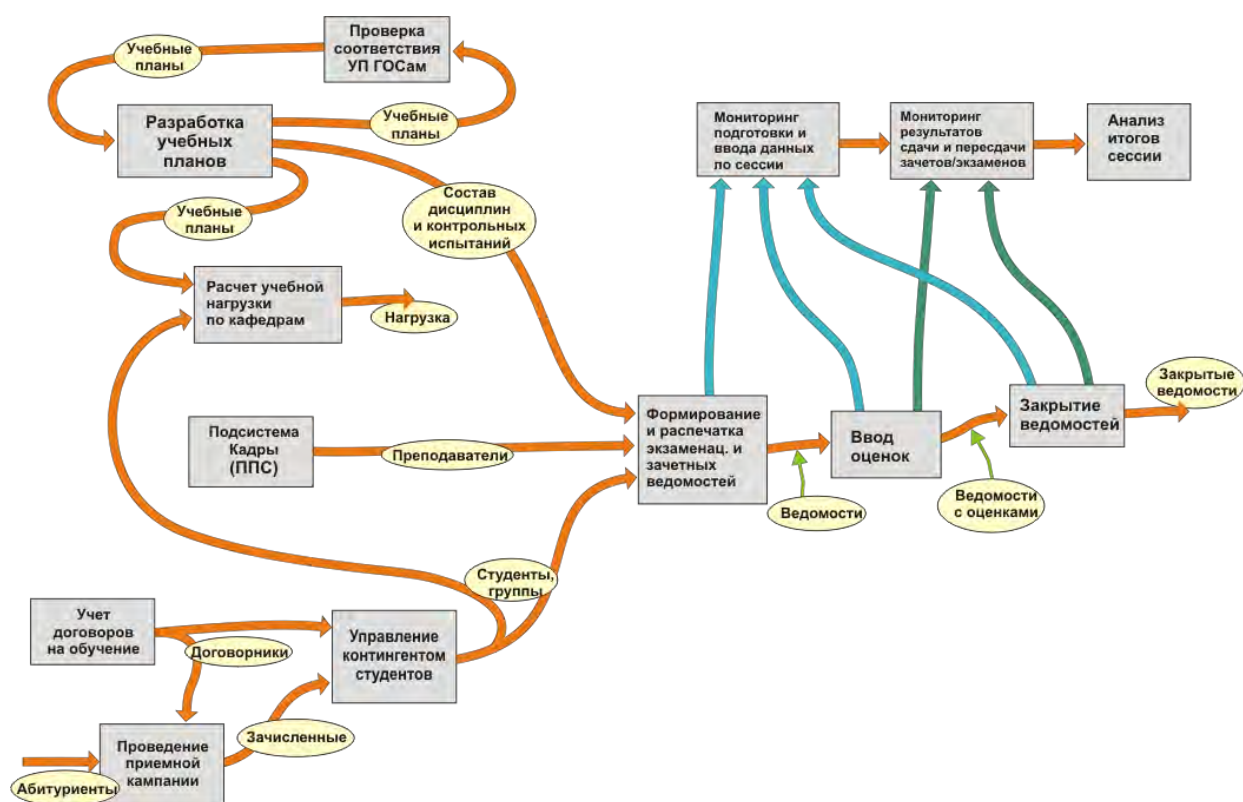 Проверка
соответствия
УП ГОСам
Учебные
планы
Разработка
учебных
планов
Учебные
планы
Учебные
планы
Состав
дисциплин
и контрольных
испытаний
Расчет учебной
нагрузки
по кафедрам
Нагрузка
Мониторинг
подготовки и
ввода данных
по сессии
Мониторинг
результатов
сдачи и пересдачи
зачетов/экзаменов
Анализ
итогов
сессии
Подсистема
Кадры
(ППС)
Преподаватели
Формирование
и распечатка
экзаменац. и
зачетных
ведомостей
Ведомости
Ввод
оценок
Ведомости
с оценками
Закрытие
ведомостей
Закрытые
ведомости
Студенты,
группы
Учет
договоров
на обучение
Договорники
Управление
контингентом
студентов
Зачисленные
Проведение
приемной
кампании
Абитуриенты